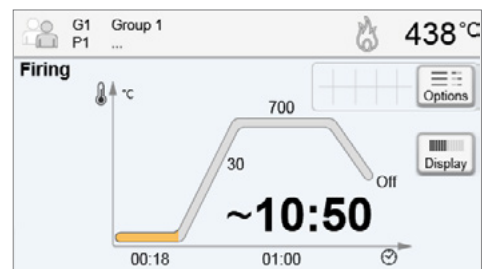 G1 Group 1
P1 ...
438°C
Firing
°C
700
Options
30
Display
Off
~10:50
00:18 01:00